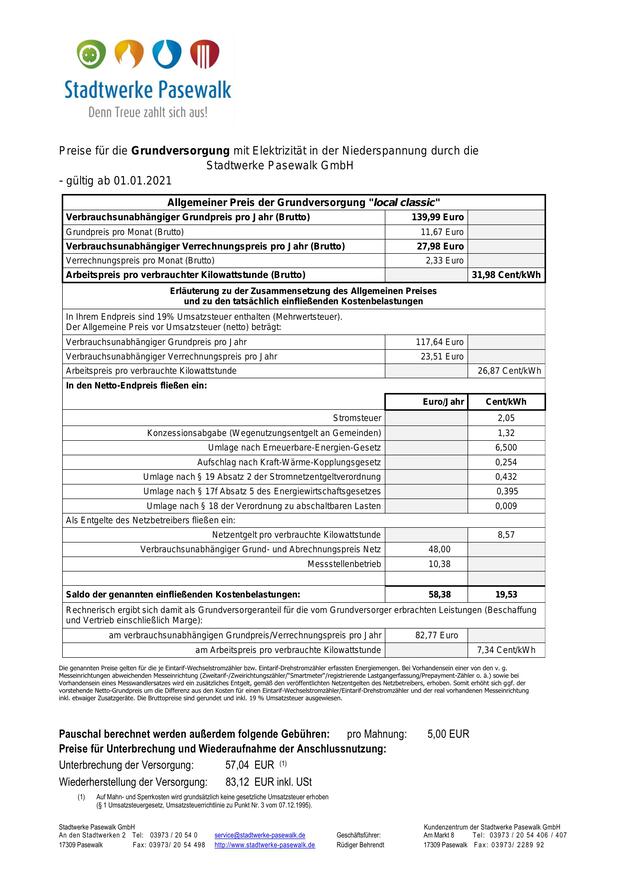 Stadtwerke Pasewalk
Denn Treue zahlt sich aus!
Preise für die Grundversorgung mit Elektrizität in der Niederspannung durch die
Stadtwerke Pasewalk GmbH
- gültig ab 01.01.2021
Allgemeiner Preis der Grundversorgung "local classic"
Verbrauchsunabhängiger Grundpreis pro Jahr (Brutto) 139,99 Euro
Grundpreis pro Monat (Brutto) 11,67 Euro
Verbrauchsunabhängiger Verrechnungspreis pro Jahr (Brutto) 27,98 Euro
Verrechnungspreis pro Monat (Brutto) 2,33 Euro
Arbeitspreis pro verbrauchter Kilowattstunde (Brutto) 31,98 Cent/kWh
Erläuterung zu der Zusammensetzung des Allgemeinen Preises
und zu den tatsächlich einfließenden Kostenbelastungen
In Ihrem Endpreis sind 19% Umsatzsteuer enthalten (Mehrwertsteuer).
Der Allgemeine Preis vor Umsatzsteuer (netto) beträgt:
Verbrauchsunabhängiger Grundpreis pro Jahr 117,64 Euro
Verbrauchsunabhängiger Verrechnungspreis pro Jahr 23,51 Euro
Arbeitspreis pro verbrauchte Kilowattstunde 26,87 Cent/kWh
In den Netto-Endpreis fließen ein:
Euro/Jahr Cent/kWh
Stromsteuer 2,05
Konzessionsabgabe (Wegenutzungsentgelt an Gemeinden) 1,32
Umlage nach Erneuerbare-Energien-Gesetz 6,500
Aufschlag nach Kraft-Wärme-Kopplungsgesetz 0,254
Umlage nach § 19 Absatz 2 der Stromnetzentgeltverordnung 0,432
Umlage nach § 17f Absatz 5 des Energiewirtschaftsgesetzes 0,395
Umlage nach § 18 der Verordnung zu abschaltbaren Lasten 0,009
Als Entgelte des Netzbetreibers fließen ein:
Netzentgelt pro verbrauchte Kilowattstunde 8,57
Verbrauchsunabhängiger Grund- und Abrechnungspreis Netz 48,00
Messstellenbetrieb 10,38
Saldo der genannten einfließenden Kostenbelastungen: 58,38 19,53
Rechnerisch ergibt sich damit als Grundversorgeranteil für die vom Grundversorger erbrachten Leistungen (Beschaffung
und Vertrieb einschließlich Marge):
am verbrauchsunabhängigen Grundpreis/Verrechnungspreis pro Jahr 82,77 Euro
am Arbeitspreis pro verbrauchte Kilowattstunde 7,34 Cent/kWh
Die genannten Preise gelten für die je Eintarif-Wechselstromzähler bzw. Eintarif-Drehstromzähler erfassten Energiemengen. Bei Vorhandensein einer von den v. g.
Messeinrichtungen abweichenden Messeinrichtung (Zweitarif-/Zweirichtungszähler/"Smartmeter"/registrierende Lastgangerfassung/Prepayment-Zähler o. ä.) sowie bei
Vorhandensein eines Messwandlersatzes wird ein zusätzliches Entgelt, gemäß den veröffentlichten Netzentgelten des Netzbetreibers, erhoben. Somit erhöht sich ggf. der
vorstehende Netto-Grundpreis um die Differenz aus den Kosten für einen Eintarif-Wechselstromzähler/Eintarif-Drehstromzähler und der real vorhandenen Messeinrichtung
inkl. etwaiger Zusatzgeräte. Die Bruttopreise sind gerundet und inkl. 19% Umsatzsteuer ausgewiesen.
Pauschal berechnet werden außerdem folgende Gebühren: pro Mahnung: 5,00 EUR
Preise für Unterbrechung und Wiederaufnahme der Anschlussnutzung:
Unterbrechung der Versorgung: 57,04 EUR (1)
Wiederherstellung der Versorgung: 83,12 EUR inkl. USt
(1) Auf Mahn- und Sperrkosten wird grundsätzlich keine gesetzliche Umsatzsteuer erhoben
(§ 1 Umsatzsteuergesetz, Umsatzsteuerrichtlinie zu Punkt Nr. 3 vom 07.12.1995).
Stadtwerke Pasewalk GmbH Kundenzentrum der Stadtwerke Pasewalk GmbH
An den Stadtwerken 2 Tel: 03973 / 20 54 0 service@stadtwerke-pasewalk.de Geschäftsführer: Am Markt 8 Tel: 03973 / 20 54 406 / 407
17309 Pasewalk Fax: 03973/ 20 54 498 http://www.stadtwerke-pasewalk.de Rüdiger Behrendt 17309 Pasewalk Fax: 03973/ 2289 92